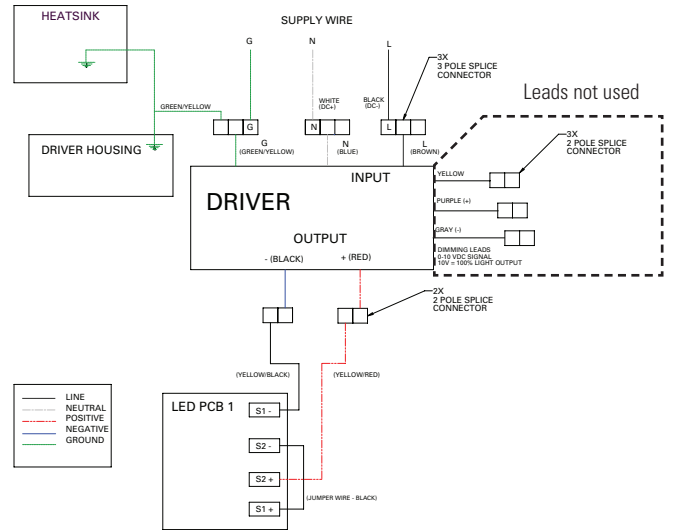 HEATSINK
SUPPLY WIRE
G
N
L
3X
3 POLE SPLICE
CONNECTOR
GREEN/YELLOW
WHITE
(DC+)
BLACK
(DC-)
G
N
L
Leads not used
DRIVER HOUSING
G
(GREEN/YELLOW)
N
(BLUE)
L
(BROWN)
3X
2 POLE SPLICE
CONNECTOR
INPUT
YELLOW
DRIVER
PURPLE (+)
GRAY (-)
OUTPUT
DIMMING LEADS
0-10 VDC SIGNAL
10V = 100% LIGHT OUTPUT
- (BLACK)
+ (RED)
2X
2 POLE SPLICE
CONNECTOR
(YELLOW/BLACK)
(YELLOW/RED)
LINE
NEUTRAL
POSITIVE
NEGATIVE
GROUND
LED PCB 1
S1 -
S2 -
S2 +
S1 +
(JUMPER WIRE - BLACK)